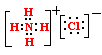 H +
[H:N:H] [:Cl:] −
H